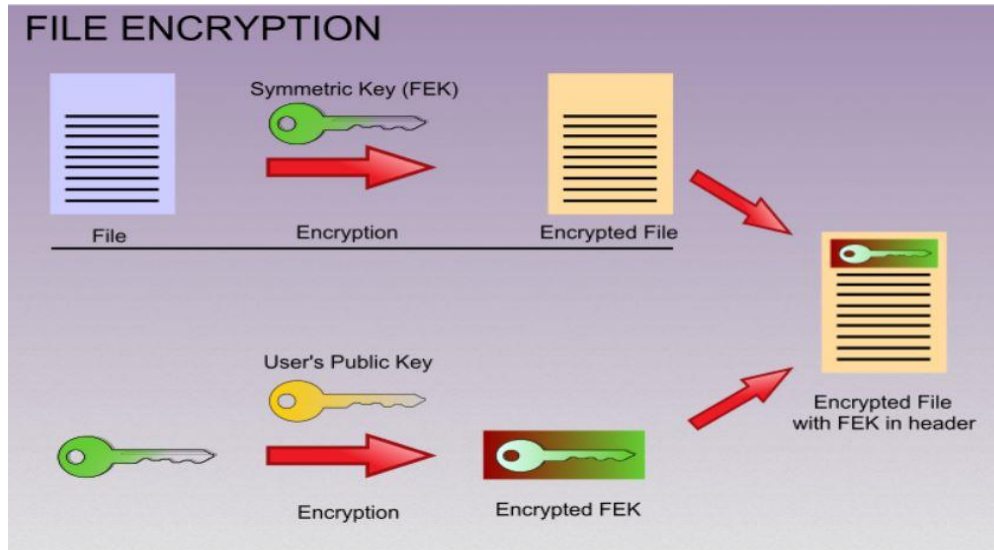 FILE ENCRYPTION
Symmetric Key (FEK)
File
Encryption
Encrypted File
User's Public Key
Encryption
Encrypted FEK
Encrypted File
with FEK in header